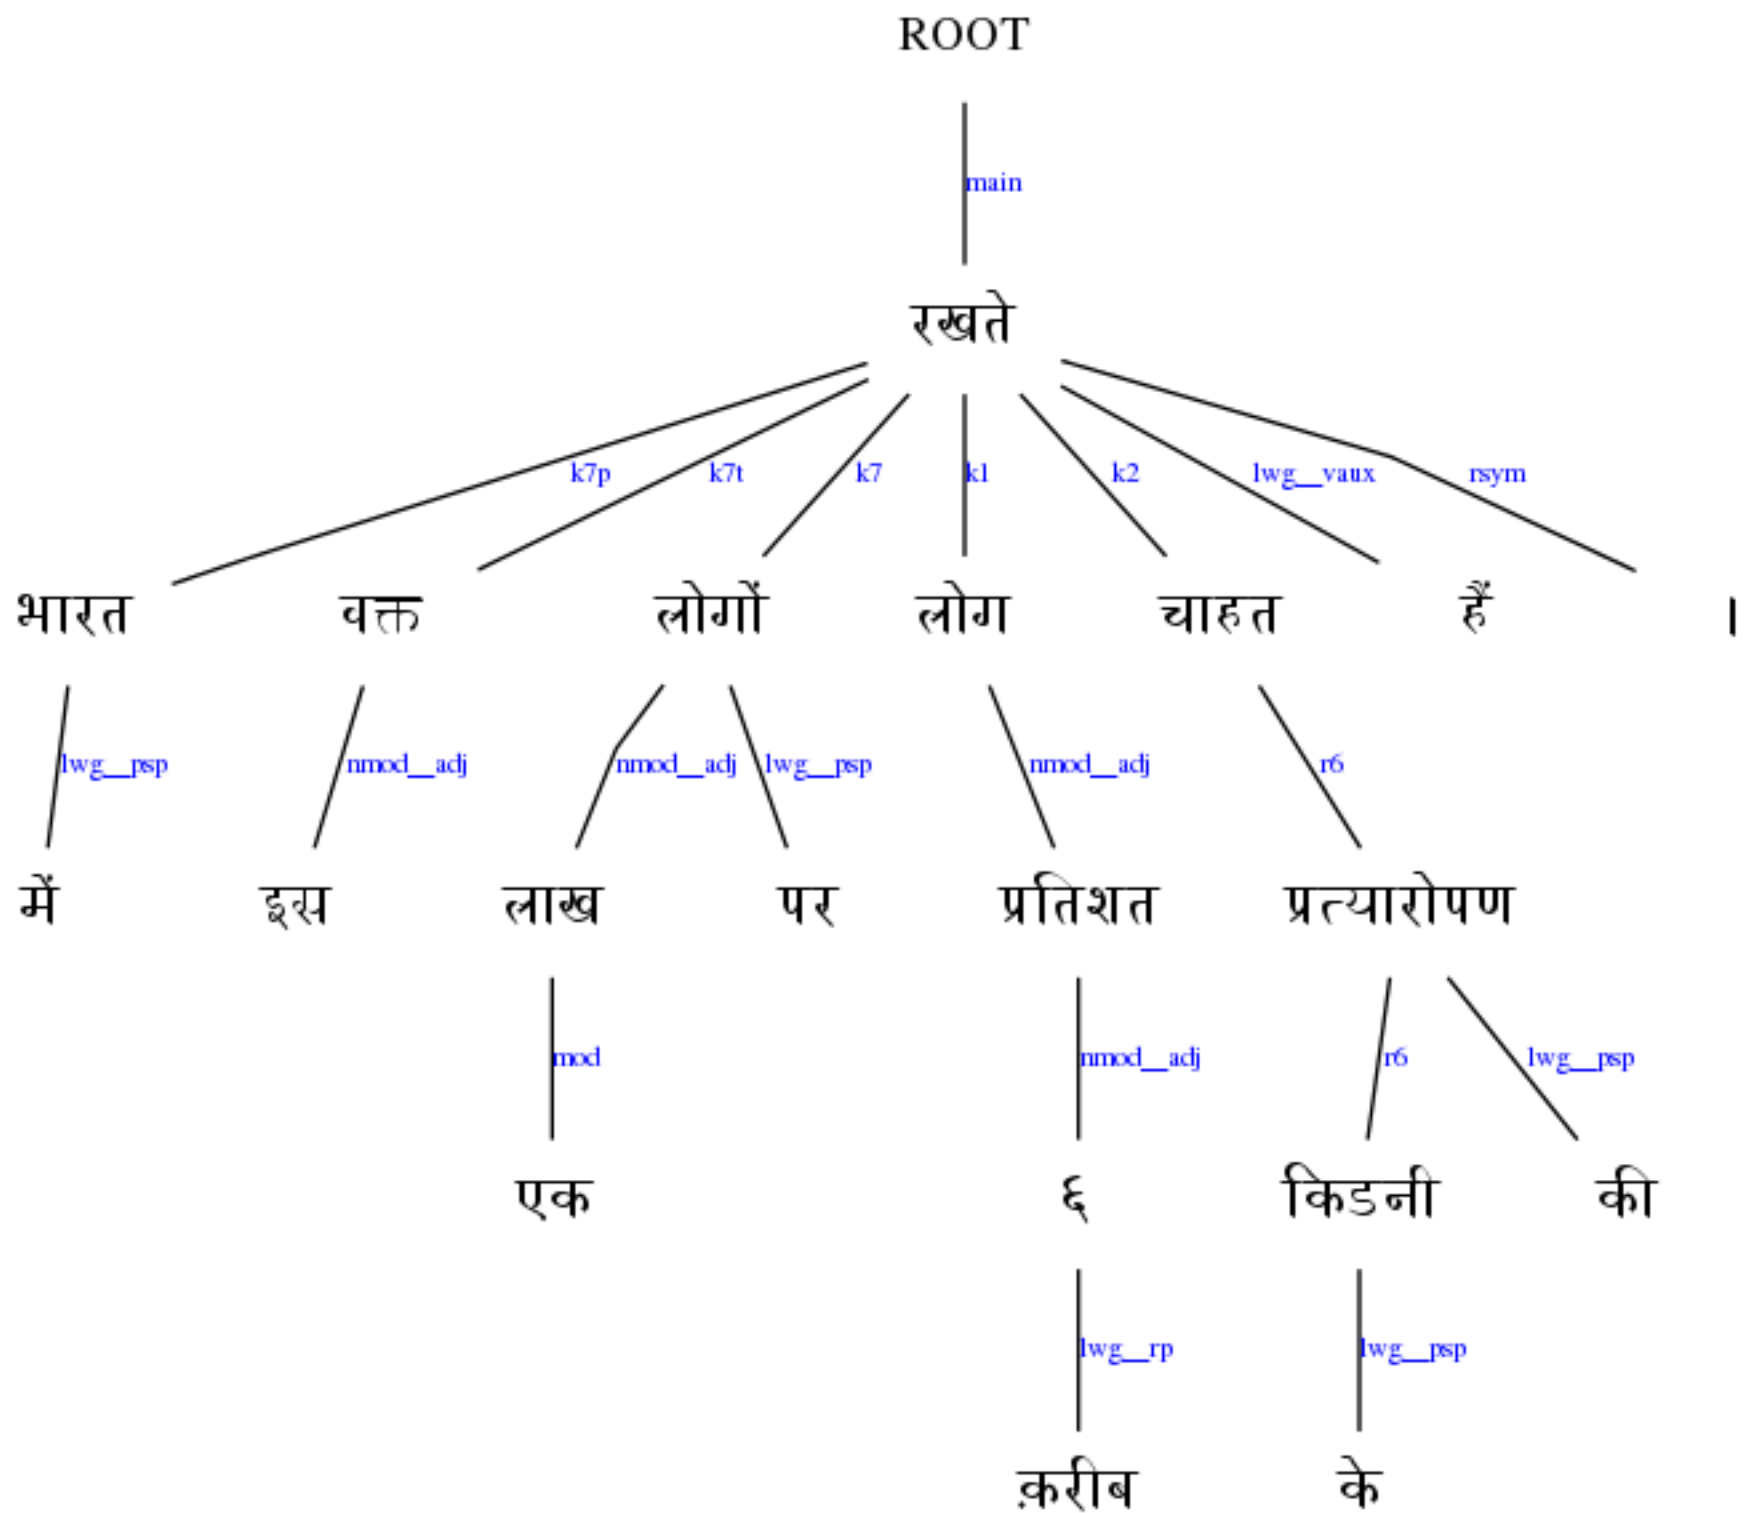 ROOT
main
रखते
k7p k7t k7 k1 k2 lwg__vaux rsym
भारत वक्त लोगों लोग चाहत हैं ।
lwg__psp nmod__adj nmod__adj lwg__psp nmod__adj r6
में इस लाख पर प्रतिशत प्रत्यारोपण
mod nmod__adj r6 lwg__psp
एक ६ किडनी की
lwg__rp lwg__psp
क़रीब के